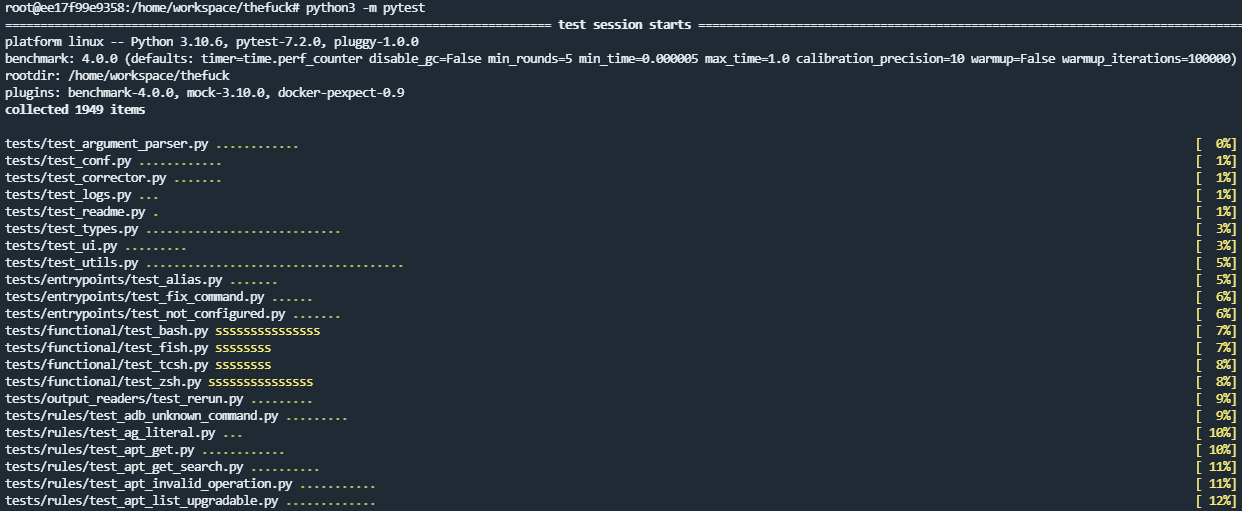 root@ee17f99e9358:/home/workspace/thefuck# python3 -m pytest
============================================================================== test session starts ==============================================================================
platform linux -- Python 3.10.6, pytest-7.2.0, pluggy-1.0.0
benchmark: 4.0.0 (defaults: timer=time.perf_counter disable_gc=False min_rounds=5 min_time=0.000005 max_time=1.0 calibration_precision=10 warmup=False warmup_iterations=100000)
rootdir: /home/workspace/thefuck
plugins: benchmark-4.0.0, mock-3.10.0, docker-pexpect-0.9
collected 1949 items
tests/test_argument_parser.py ............ [  0%]
tests/test_conf.py ............ [  1%]
tests/test_corrector.py ....... [  1%]
tests/test_logs.py ... [  1%]
tests/test_readme.py . [  1%]
tests/test_types.py ............................ [  3%]
tests/test_ui.py ......... [  3%]
tests/test_utils.py ..................................... [  5%]
tests/entrypoints/test_alias.py ....... [  5%]
tests/entrypoints/test_fix_command.py ...... [  6%]
tests/entrypoints/test_not_configured.py ....... [  6%]
tests/functional/test_bash.py sssssssssssssss [  7%]
tests/functional/test_fish.py ssssssss [  7%]
tests/functional/test_tcsh.py ssssssss [  8%]
tests/functional/test_zsh.py sssssssssssssss [  8%]
tests/output_readers/test_rerun.py ......... [  9%]
tests/rules/test_adb_unknown_command.py ......... [  9%]
tests/rules/test_ag_literal.py ... [ 10%]
tests/rules/test_apt_get.py ............ [ 10%]
tests/rules/test_apt_get_search.py .......... [ 11%]
tests/rules/test_apt_invalid_operation.py ........... [ 11%]
tests/rules/test_apt_list_upgradable.py ............. [ 12%]